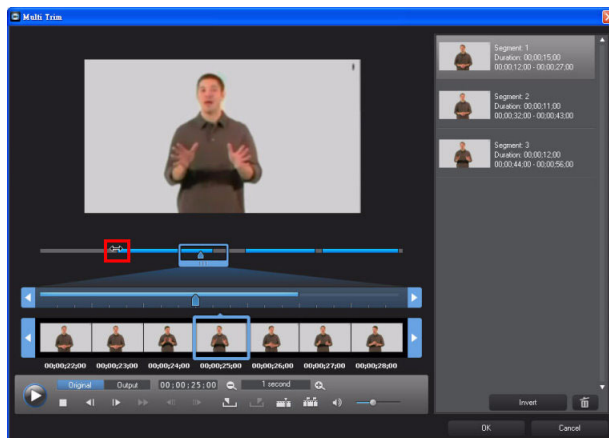 Multi Trim
Segment: 1
Duration: 00;00;15;00
00;00;12;00 - 00;00;27;00
Segment: 2
Duration: 00;00;11;00
00;00;32;00 - 00;00;43;00
Segment: 3
Duration: 00;00;12;00
00;00;44;00 - 00;00;56;00
00;00;22;00 00;00;23;00 00;00;24;00 00;00;25;00 00;00;26;00 00;00;27;00 00;00;28;00
Original Output 00:00:25:00 1 second
Invert
OK Cancel